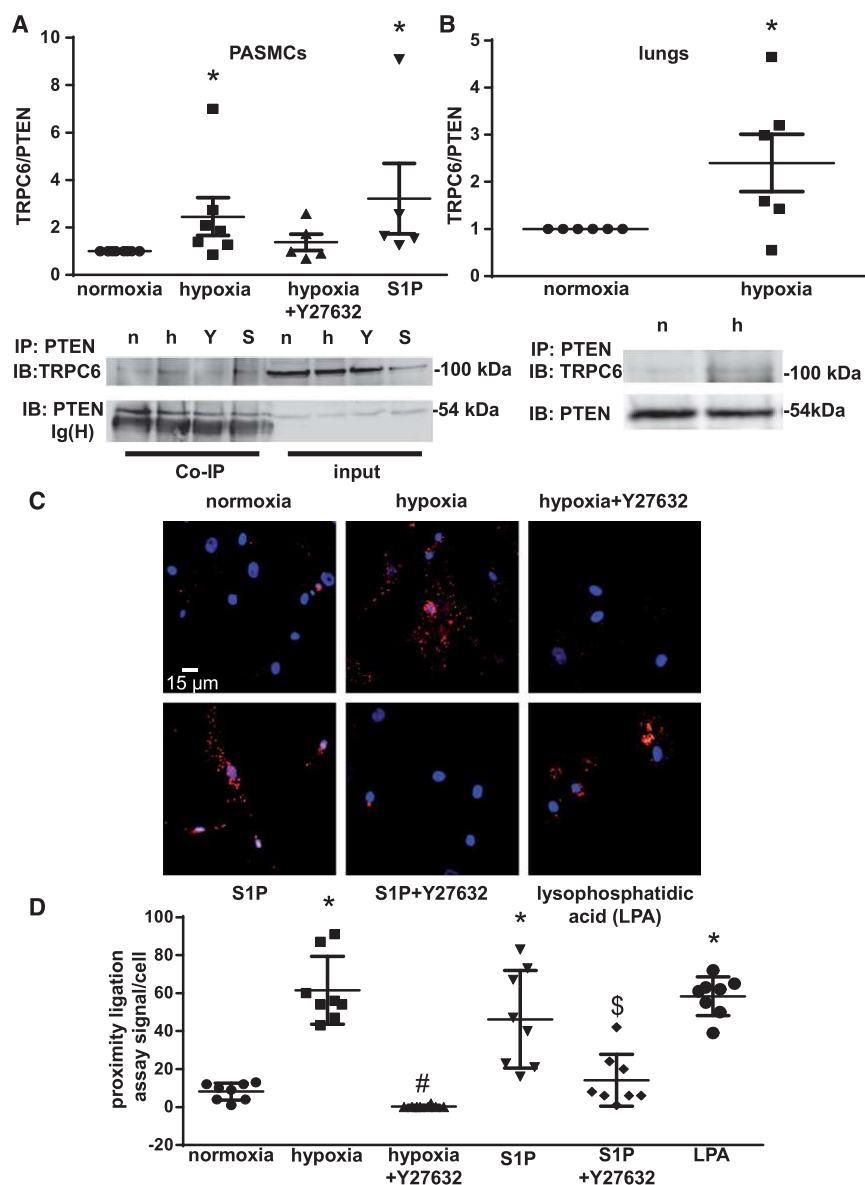 A
PASMCs
TRPC6/PTEN
10
8
6
4
2
0
*
*
normoxia
hypoxia
hypoxia
+Y27632
S1P
B
lungs
TRPC6/PTEN
5
4
3
2
1
0
*
normoxia
hypoxia
n h Y S n h Y S
IP: PTEN
IB:TRPC6
-100 kDa
IB: PTEN
-54 kDa
Ig(H)
Co-IP
input
n h
IP: PTEN
IB: TRPC6
-100 kDa
IB: PTEN
-54kDa
C
normoxia
hypoxia
hypoxia+Y27632
15 µm
S1P
S1P+Y27632
lysophosphatidic
acid (LPA)
D
proximity ligation
assay signal/cell
100
80
60
40
20
0
-20
*
#
*
$
*
normoxia
hypoxia
hypoxia
+Y27632
S1P
S1P
+Y27632
LPA